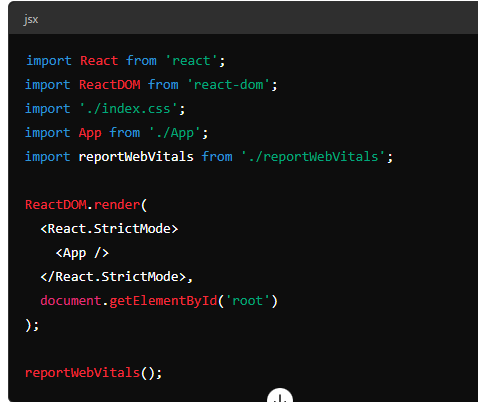 jsx
import React from 'react';
import ReactDOM from 'react-dom';
import './index.css';
import App from './App';
import reportWebVitals from './reportWebVitals';
ReactDOM.render(
<React.StrictMode>
<App />
</React.StrictMode>,
document.getElementById('root')
);
reportWebVitals();